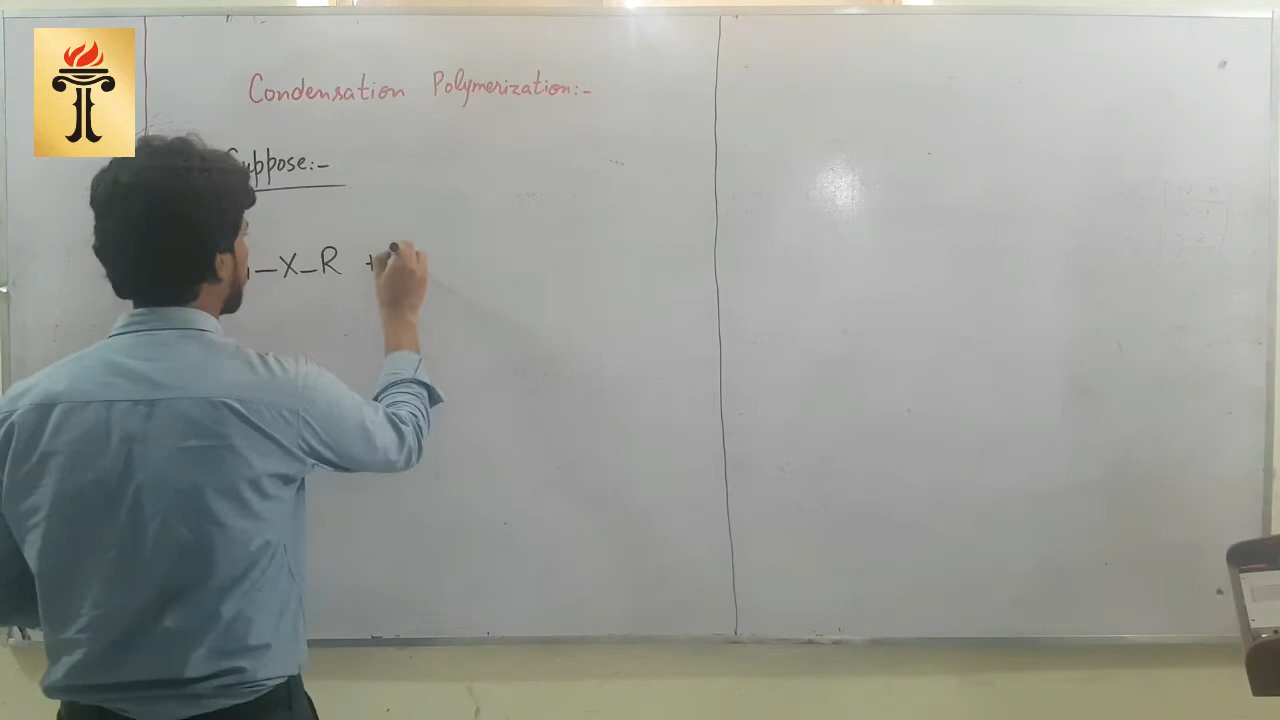 Condensation Polymerization:-
Suppose:-
-X-R +